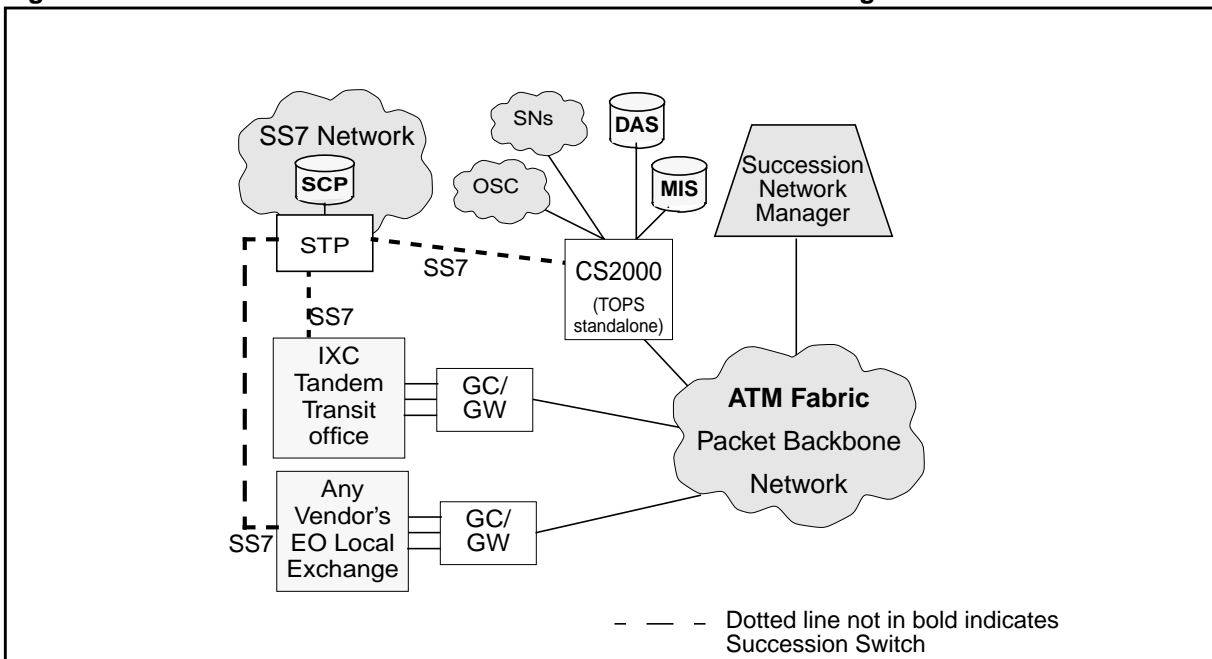 SS7 Network
SCP
STP
SNs
OSC
DAS
MIS
Succession
Network
Manager
SS7
CS2000
(TOPS
standalone)
SS7
IXC
Tandem
Transit
office
GC/
GW
ATM Fabric
Packet Backbone
Network
Any
Vendor's
EO Local
Exchange
GC/
GW
SS7
Dotted line not in bold indicates
Succession Switch